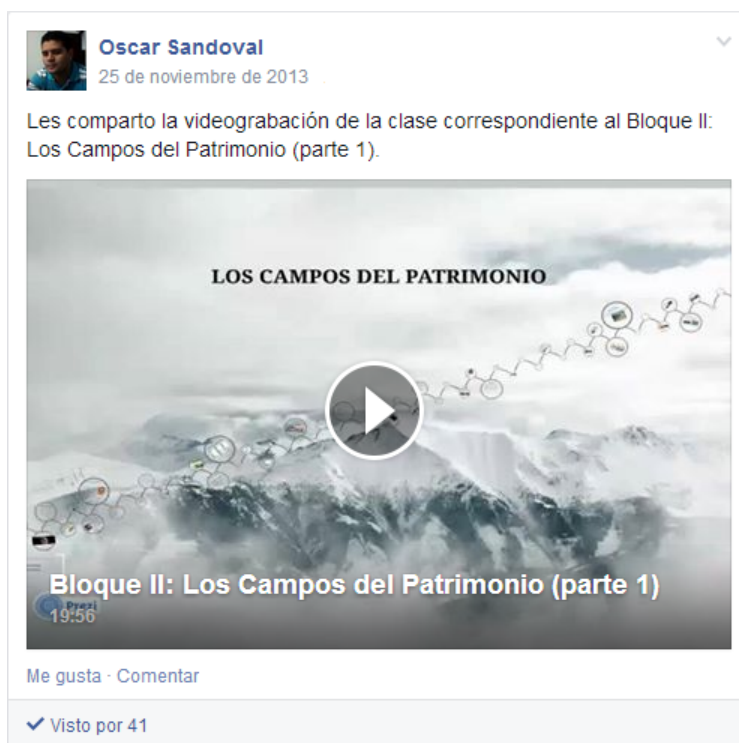 Oscar Sandoval
25 de noviembre de 2013
Les comparto la videograbación de la clase correspondiente al Bloque II:
Los Campos del Patrimonio (parte 1).
LOS CAMPOS DEL PATRIMONIO
Bloque II: Los Campos del Patrimonio (parte 1)
Prezi
19:56
Me gusta · Comentar
Visto por 41